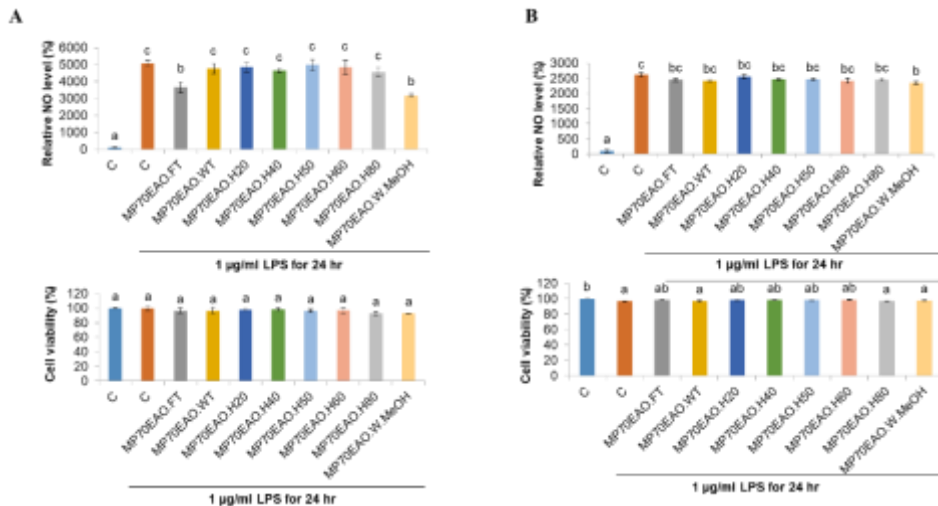 A
Relative NO level (%)
6000
5000
4000
3000
2000
1000
0
a
c
b
c
c
c
c
c
c
b
C
C
MP70EAO.FT
MP70EAO.WT
MP70EAO.H20
MP70EAO.H40
MP70EAO.H50
MP70EAO.H60
MP70EAO.H80
MP70EAO.W.MeOH
1 µg/ml LPS for 24 hr
Cell viability (%)
120
100
80
60
40
20
0
a
a
a
a
a
a
a
a
a
a
C
C
MP70EAO.FT
MP70EAO.WT
MP70EAO.H20
MP70EAO.H40
MP70EAO.H50
MP70EAO.H60
MP70EAO.H80
MP70EAO.W.MeOH
1 µg/ml LPS for 24 hr
B
Relative NO level (%)
3000
2500
2000
1500
1000
500
0
a
c
bc
bc
bc
bc
bc
bc
bc
b
C
C
MP70EAO.FT
MP70EAO.WT
MP70EAO.H20
MP70EAO.H40
MP70EAO.H50
MP70EAO.H60
MP70EAO.H80
MP70EAO.W.MeOH
1 µg/ml LPS for 24 hr
Cell viability (%)
120
100
80
60
40
20
0
b
a
ab
a
ab
ab
ab
ab
a
a
C
C
MP70EAO.FT
MP70EAO.WT
MP70EAO.H20
MP70EAO.H40
MP70EAO.H50
MP70EAO.H60
MP70EAO.H80
MP70EAO.W.MeOH
1 µg/ml LPS for 24 hr